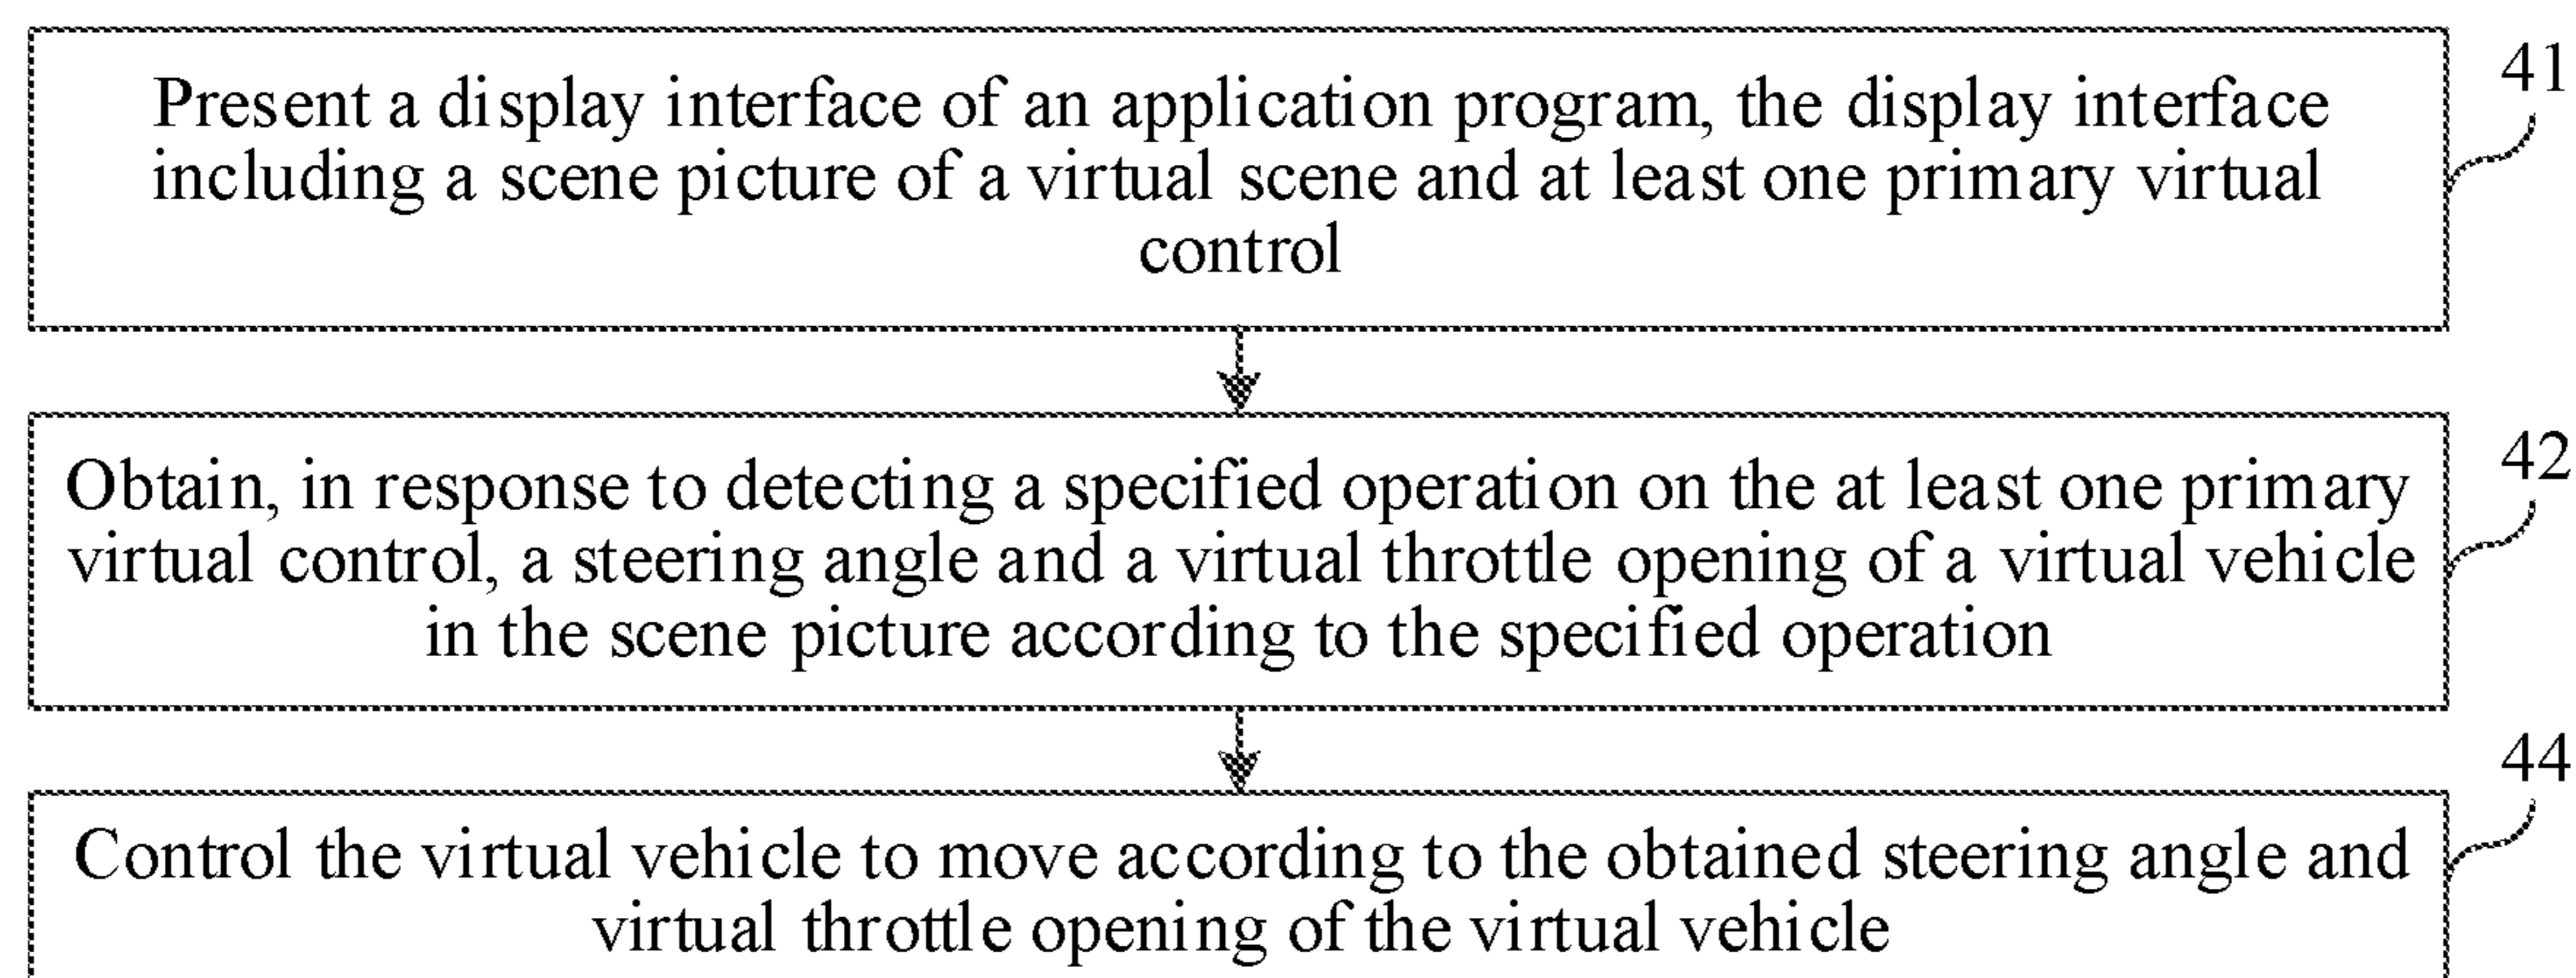 Present a display interface of an application program, the display interface
including a scene picture of a virtual scene and at least one primary virtual
control
41
Obtain, in response to detecting a specified operation on the at least one primary
virtual control, a steering angle and a virtual throttle opening of a virtual vehicle
in the scene picture according to the specified operation
42
Control the virtual vehicle to move according to the obtained steering angle and
virtual throttle opening of the virtual vehicle
44